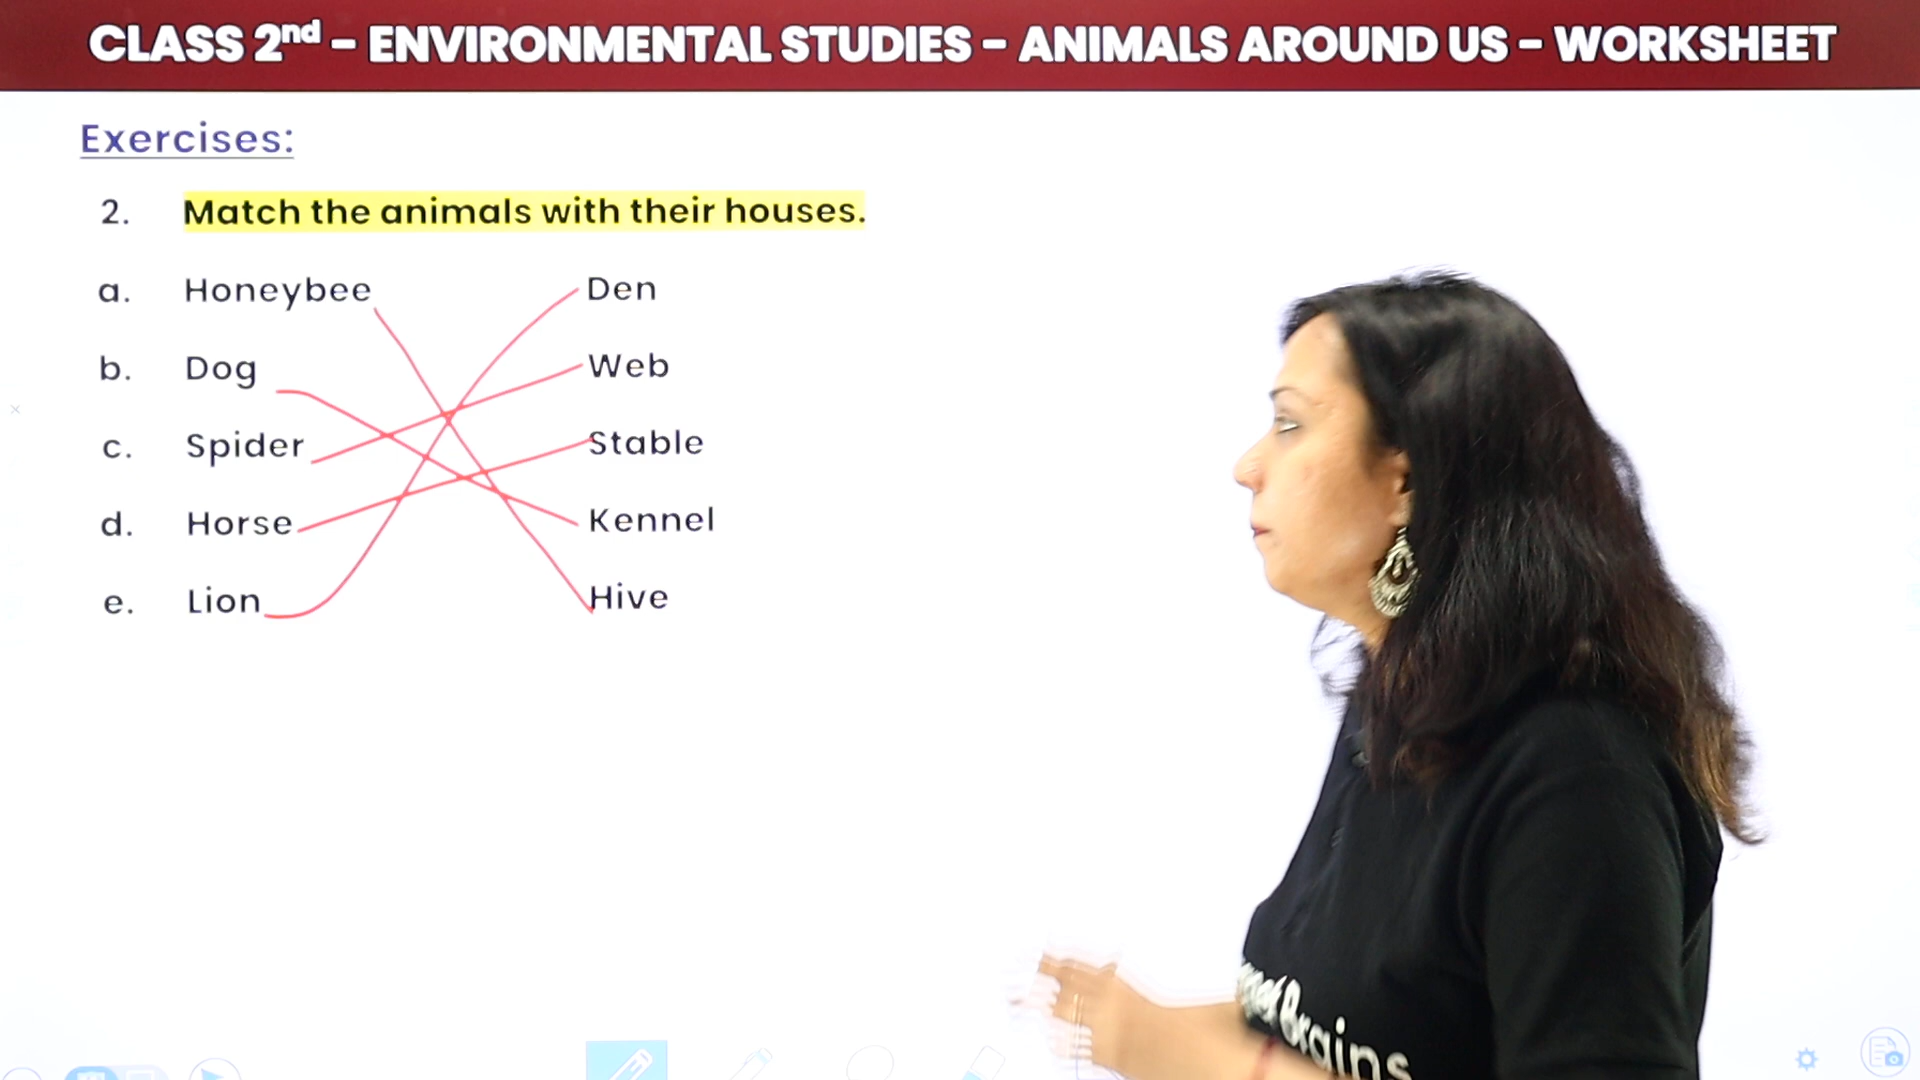 CLASS 2nd - ENVIRONMENTAL STUDIES - ANIMALS AROUND US - WORKSHEET
Exercises:
2. Match the animals with their houses.
a. Honeybee Den
b. Dog Web
c. Spider Stable
d. Horse Kennel
e. Lion Hive
Brains